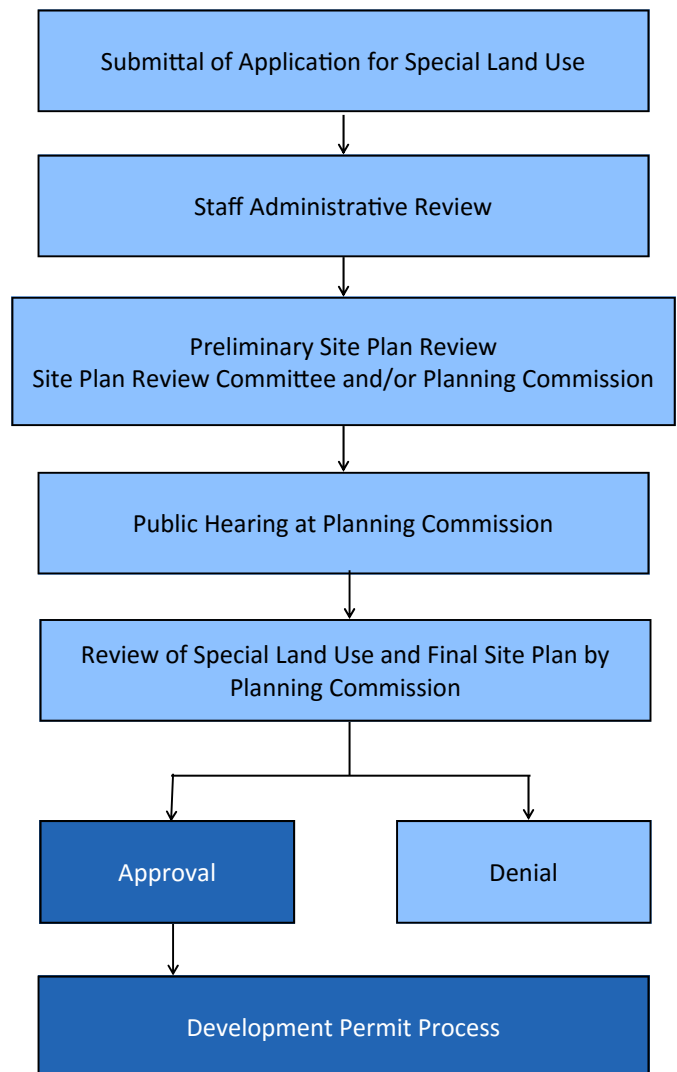 Submittal of Application for Special Land Use
Staff Administrative Review
Preliminary Site Plan Review
Site Plan Review Committee and/or Planning Commission
Public Hearing at Planning Commission
Review of Special Land Use and Final Site Plan by
Planning Commission
Approval
Denial
Development Permit Process